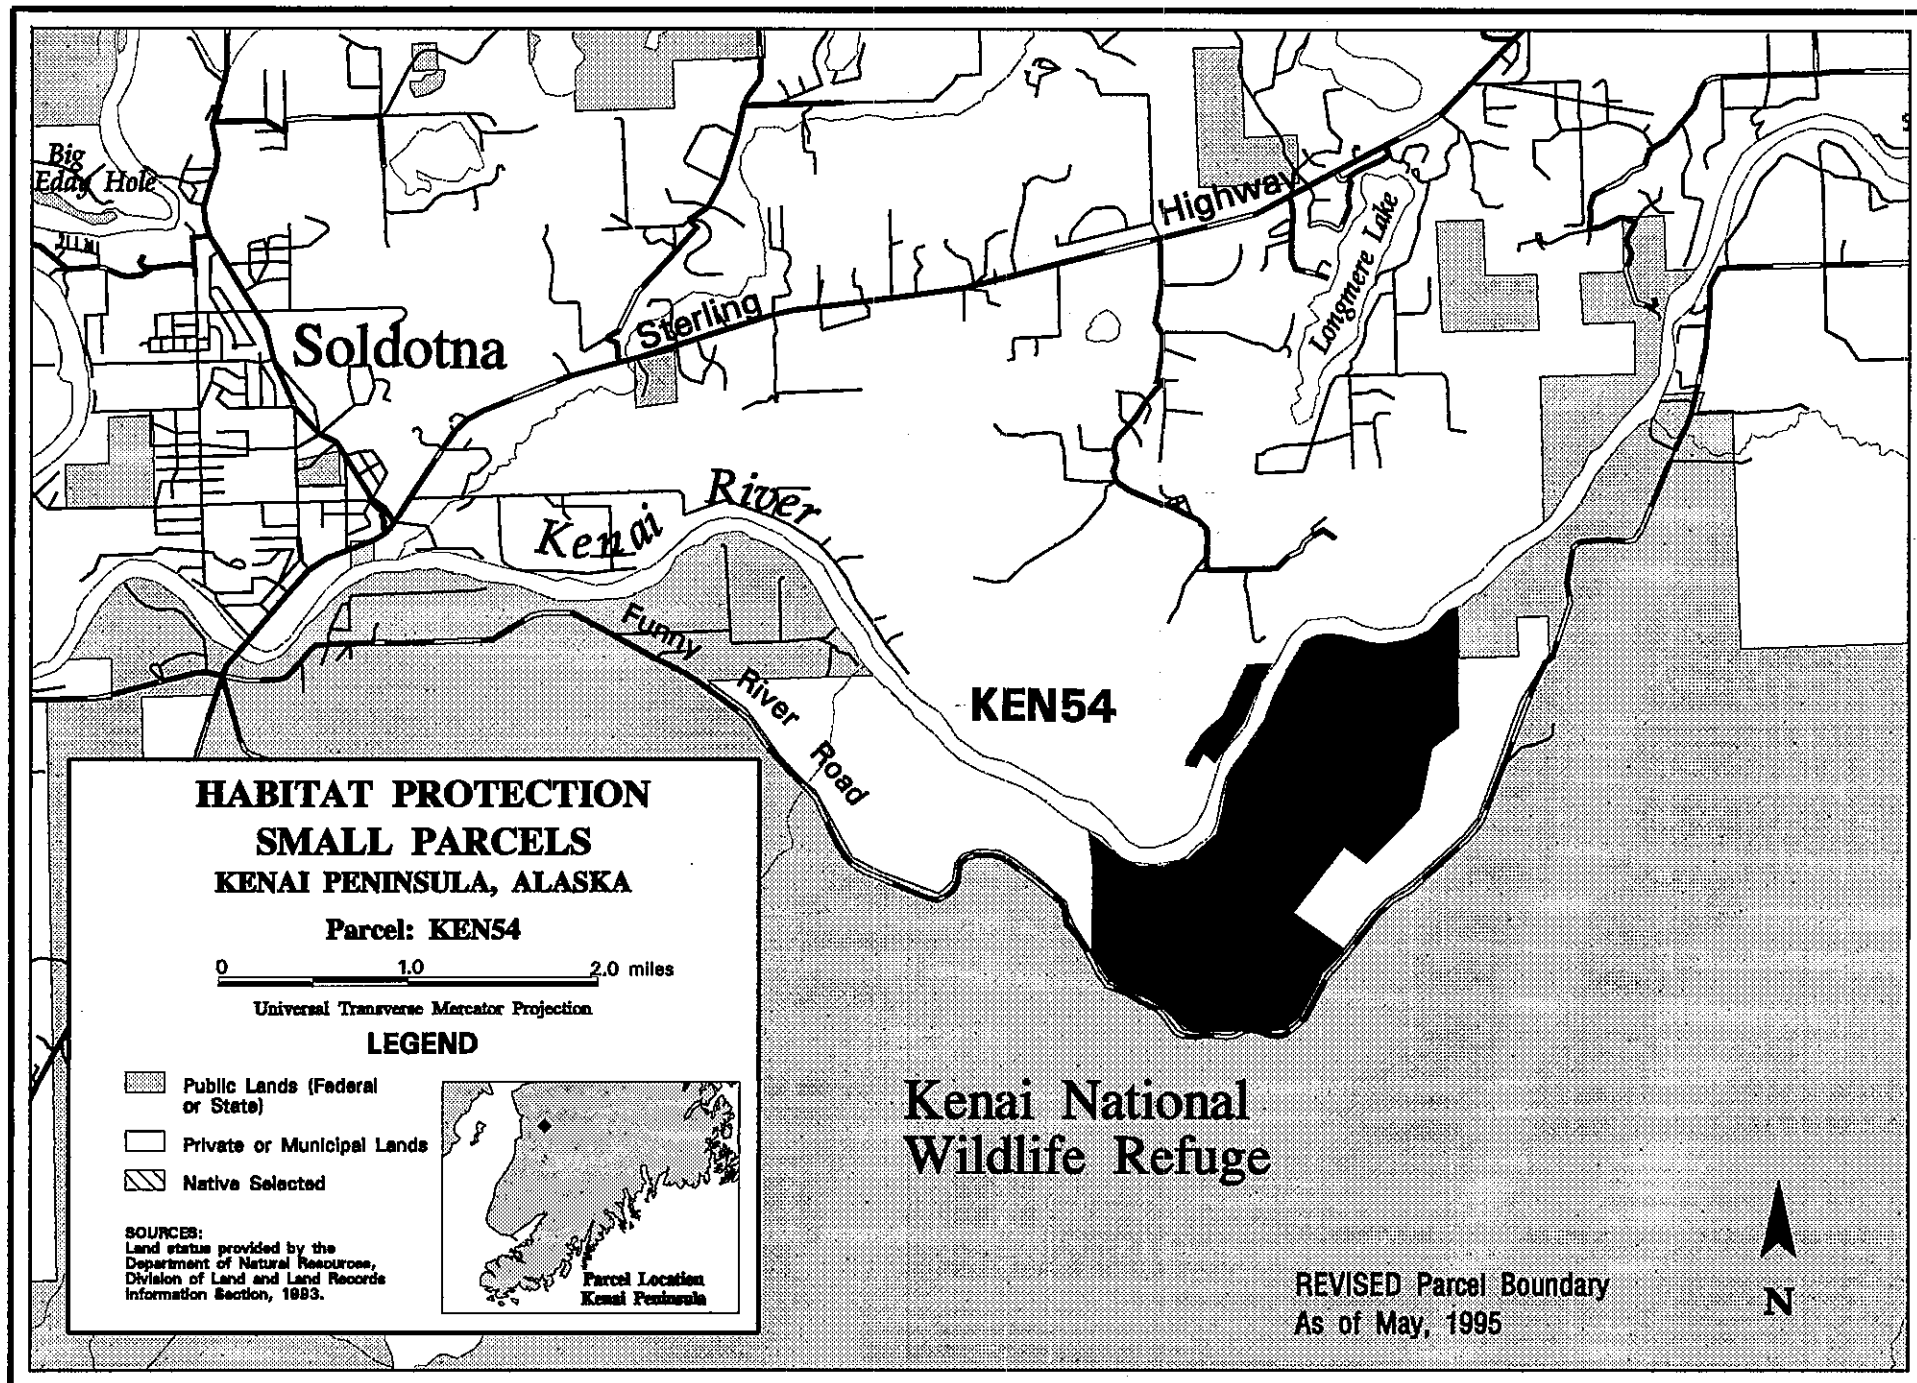 Big
Eddy Hole
Soldotna
Sterling
Highway
Longmere Lake
Kenai
River
Funny
River
Road
KEN54
HABITAT PROTECTION
SMALL PARCELS
KENAI PENINSULA, ALASKA
Parcel: KEN54
0 1.0 2.0 miles
Universal Transverse Mercator Projection
LEGEND
Public Lands (Federal
or State)
Private or Municipal Lands
Native Selected
SOURCES:
Land status provided by the
Department of Natural Resources,
Division of Land and Land Records
Information Section, 1993.
Parcel Location
Kenai Peninsula
Kenai National
Wildlife Refuge
REVISED Parcel Boundary
As of May, 1995
N